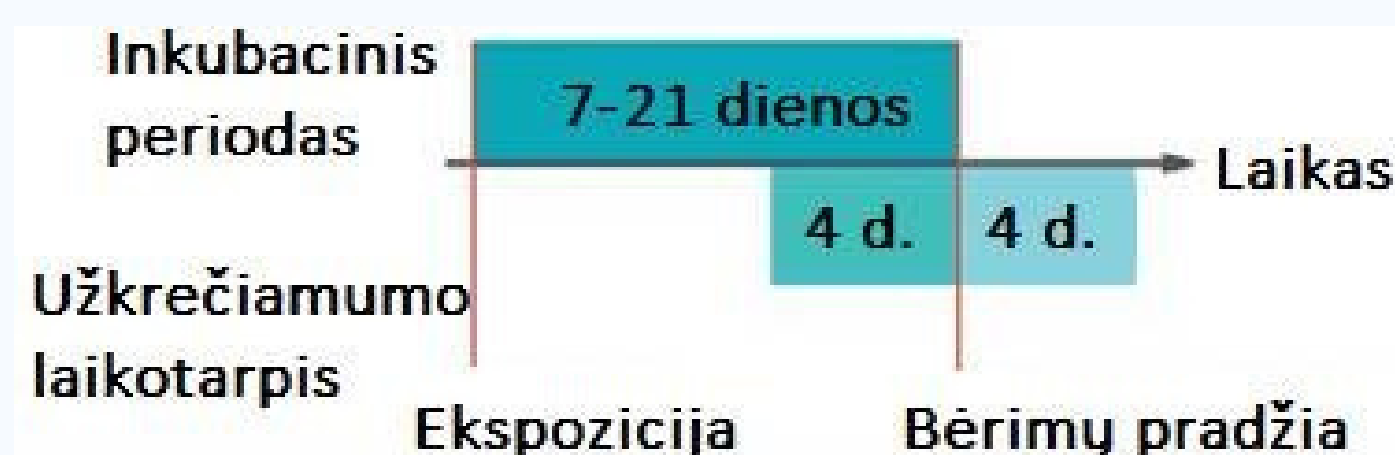 Inkubacinis
periodas
7-21 dienos
Laikas
4 d.
4 d.
Užkrečiamumo
laikotarpis
Ekspozicija
Bėrimų pradžia